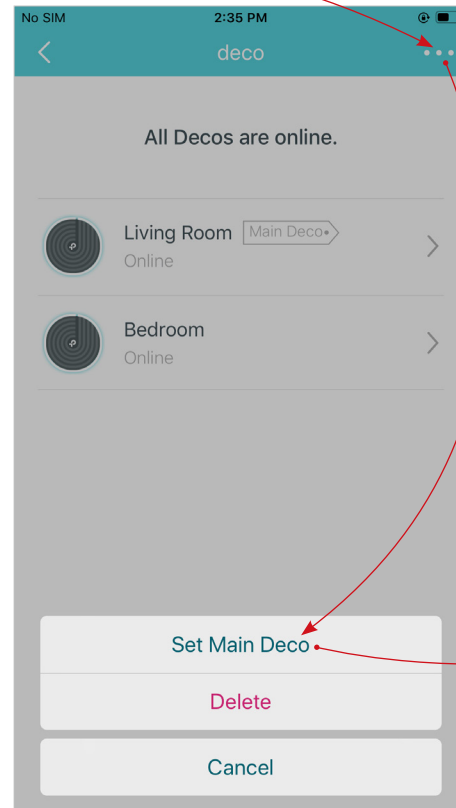 No SIM 2:35 PM
deco
All Decos are online.
Living Room Main Deco
Online
Bedroom
Online
Set Main Deco
Delete
Cancel